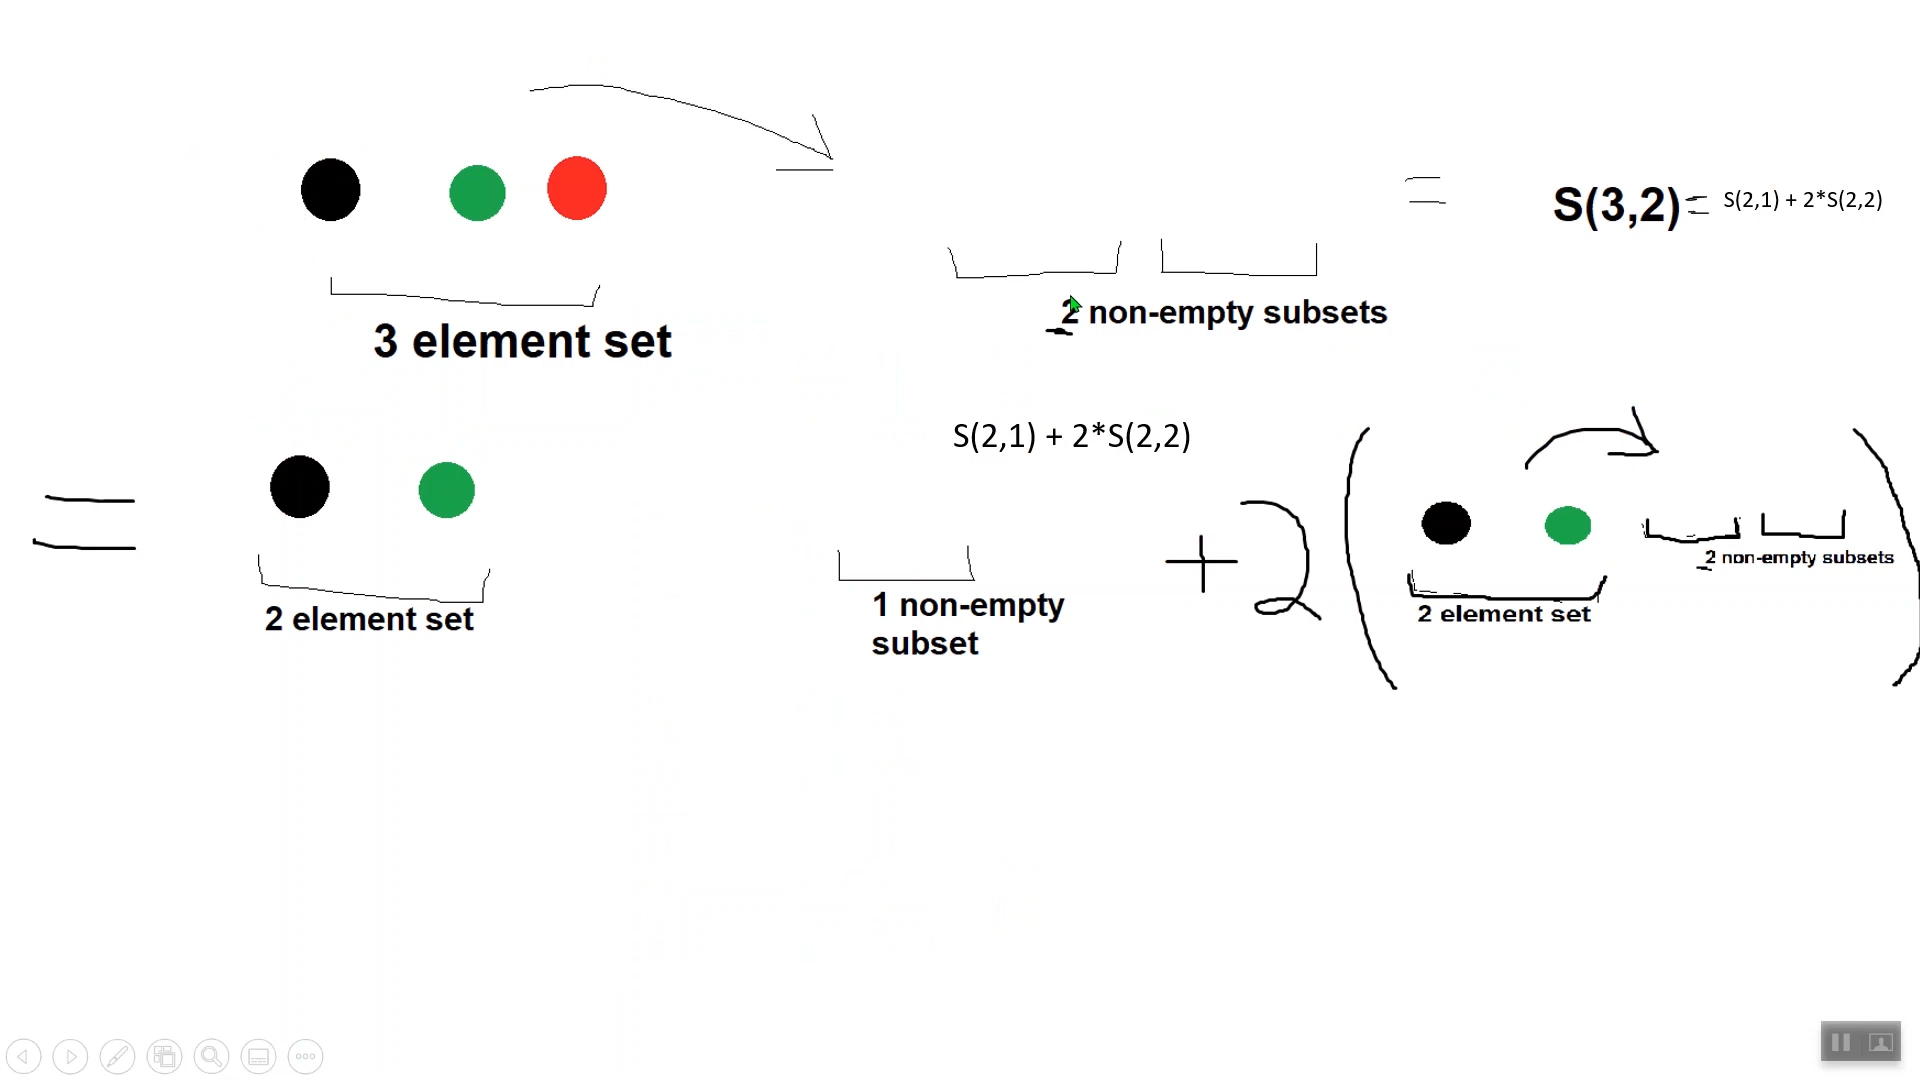 = S(3,2) = S(2,1) + 2*S(2,2)
2 non-empty subsets
3 element set
S(2,1) + 2*S(2,2)
= + 2 ( )
2 non-empty subsets
2 element set
1 non-empty
subset
2 element set